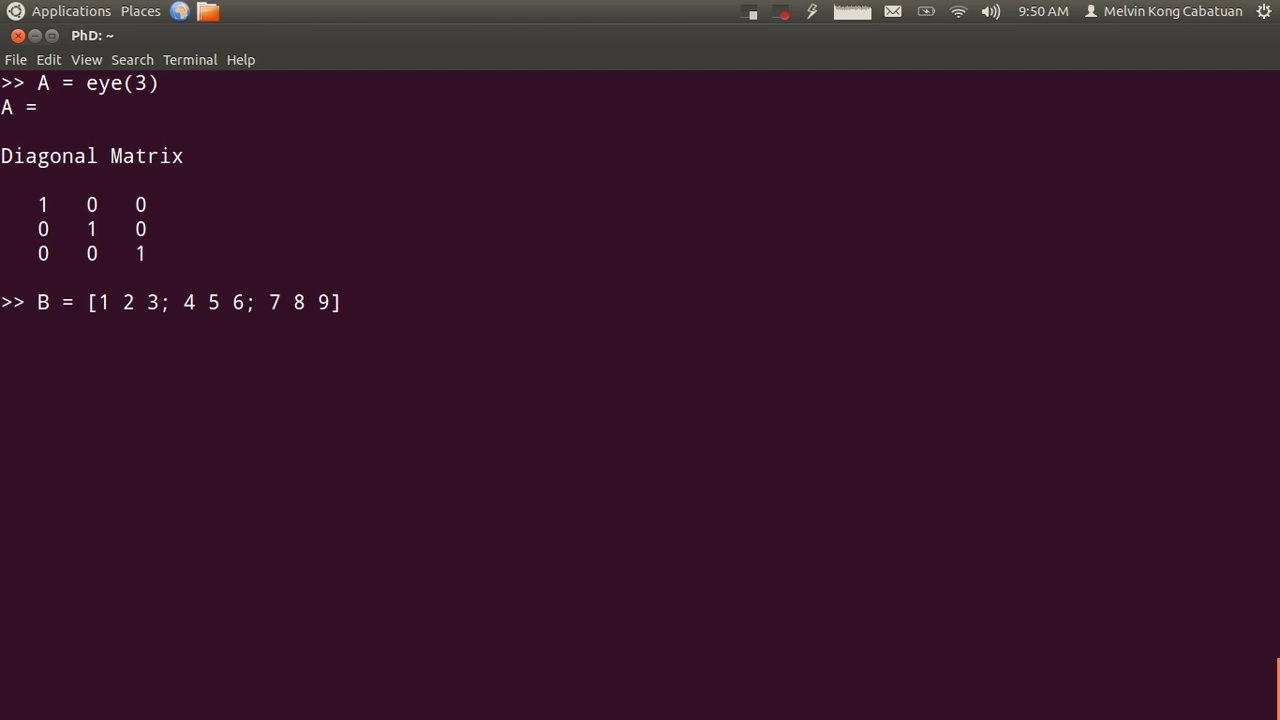 Applications Places 9:50 AM Melvin Kong Cabatuan
PhD: ~
File Edit View Search Terminal Help
>> A = eye(3)
A =
Diagonal Matrix
1 0 0
0 1 0
0 0 1
>> B = [1 2 3; 4 5 6; 7 8 9]